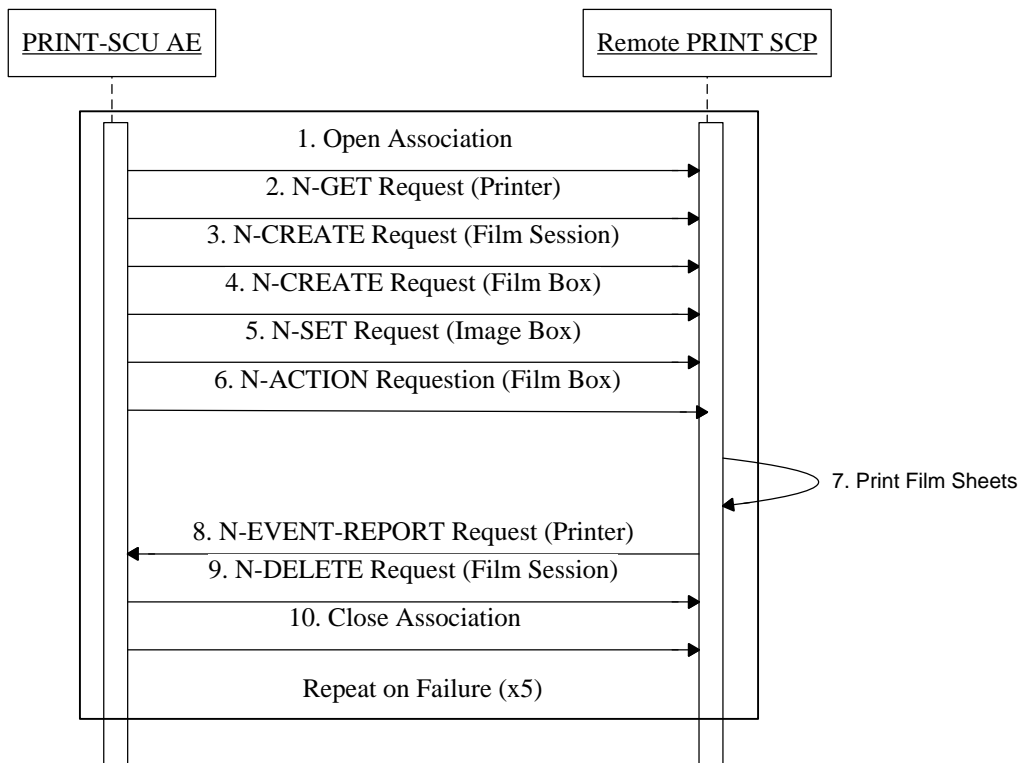 PRINT-SCU AE
Remote PRINT SCP
1. Open Association
2. N-GET Request (Printer)
3. N-CREATE Request (Film Session)
4. N-CREATE Request (Film Box)
5. N-SET Request (Image Box)
6. N-ACTION Requestion (Film Box)
7. Print Film Sheets
8. N-EVENT-REPORT Request (Printer)
9. N-DELETE Request (Film Session)
10. Close Association
Repeat on Failure (x5)